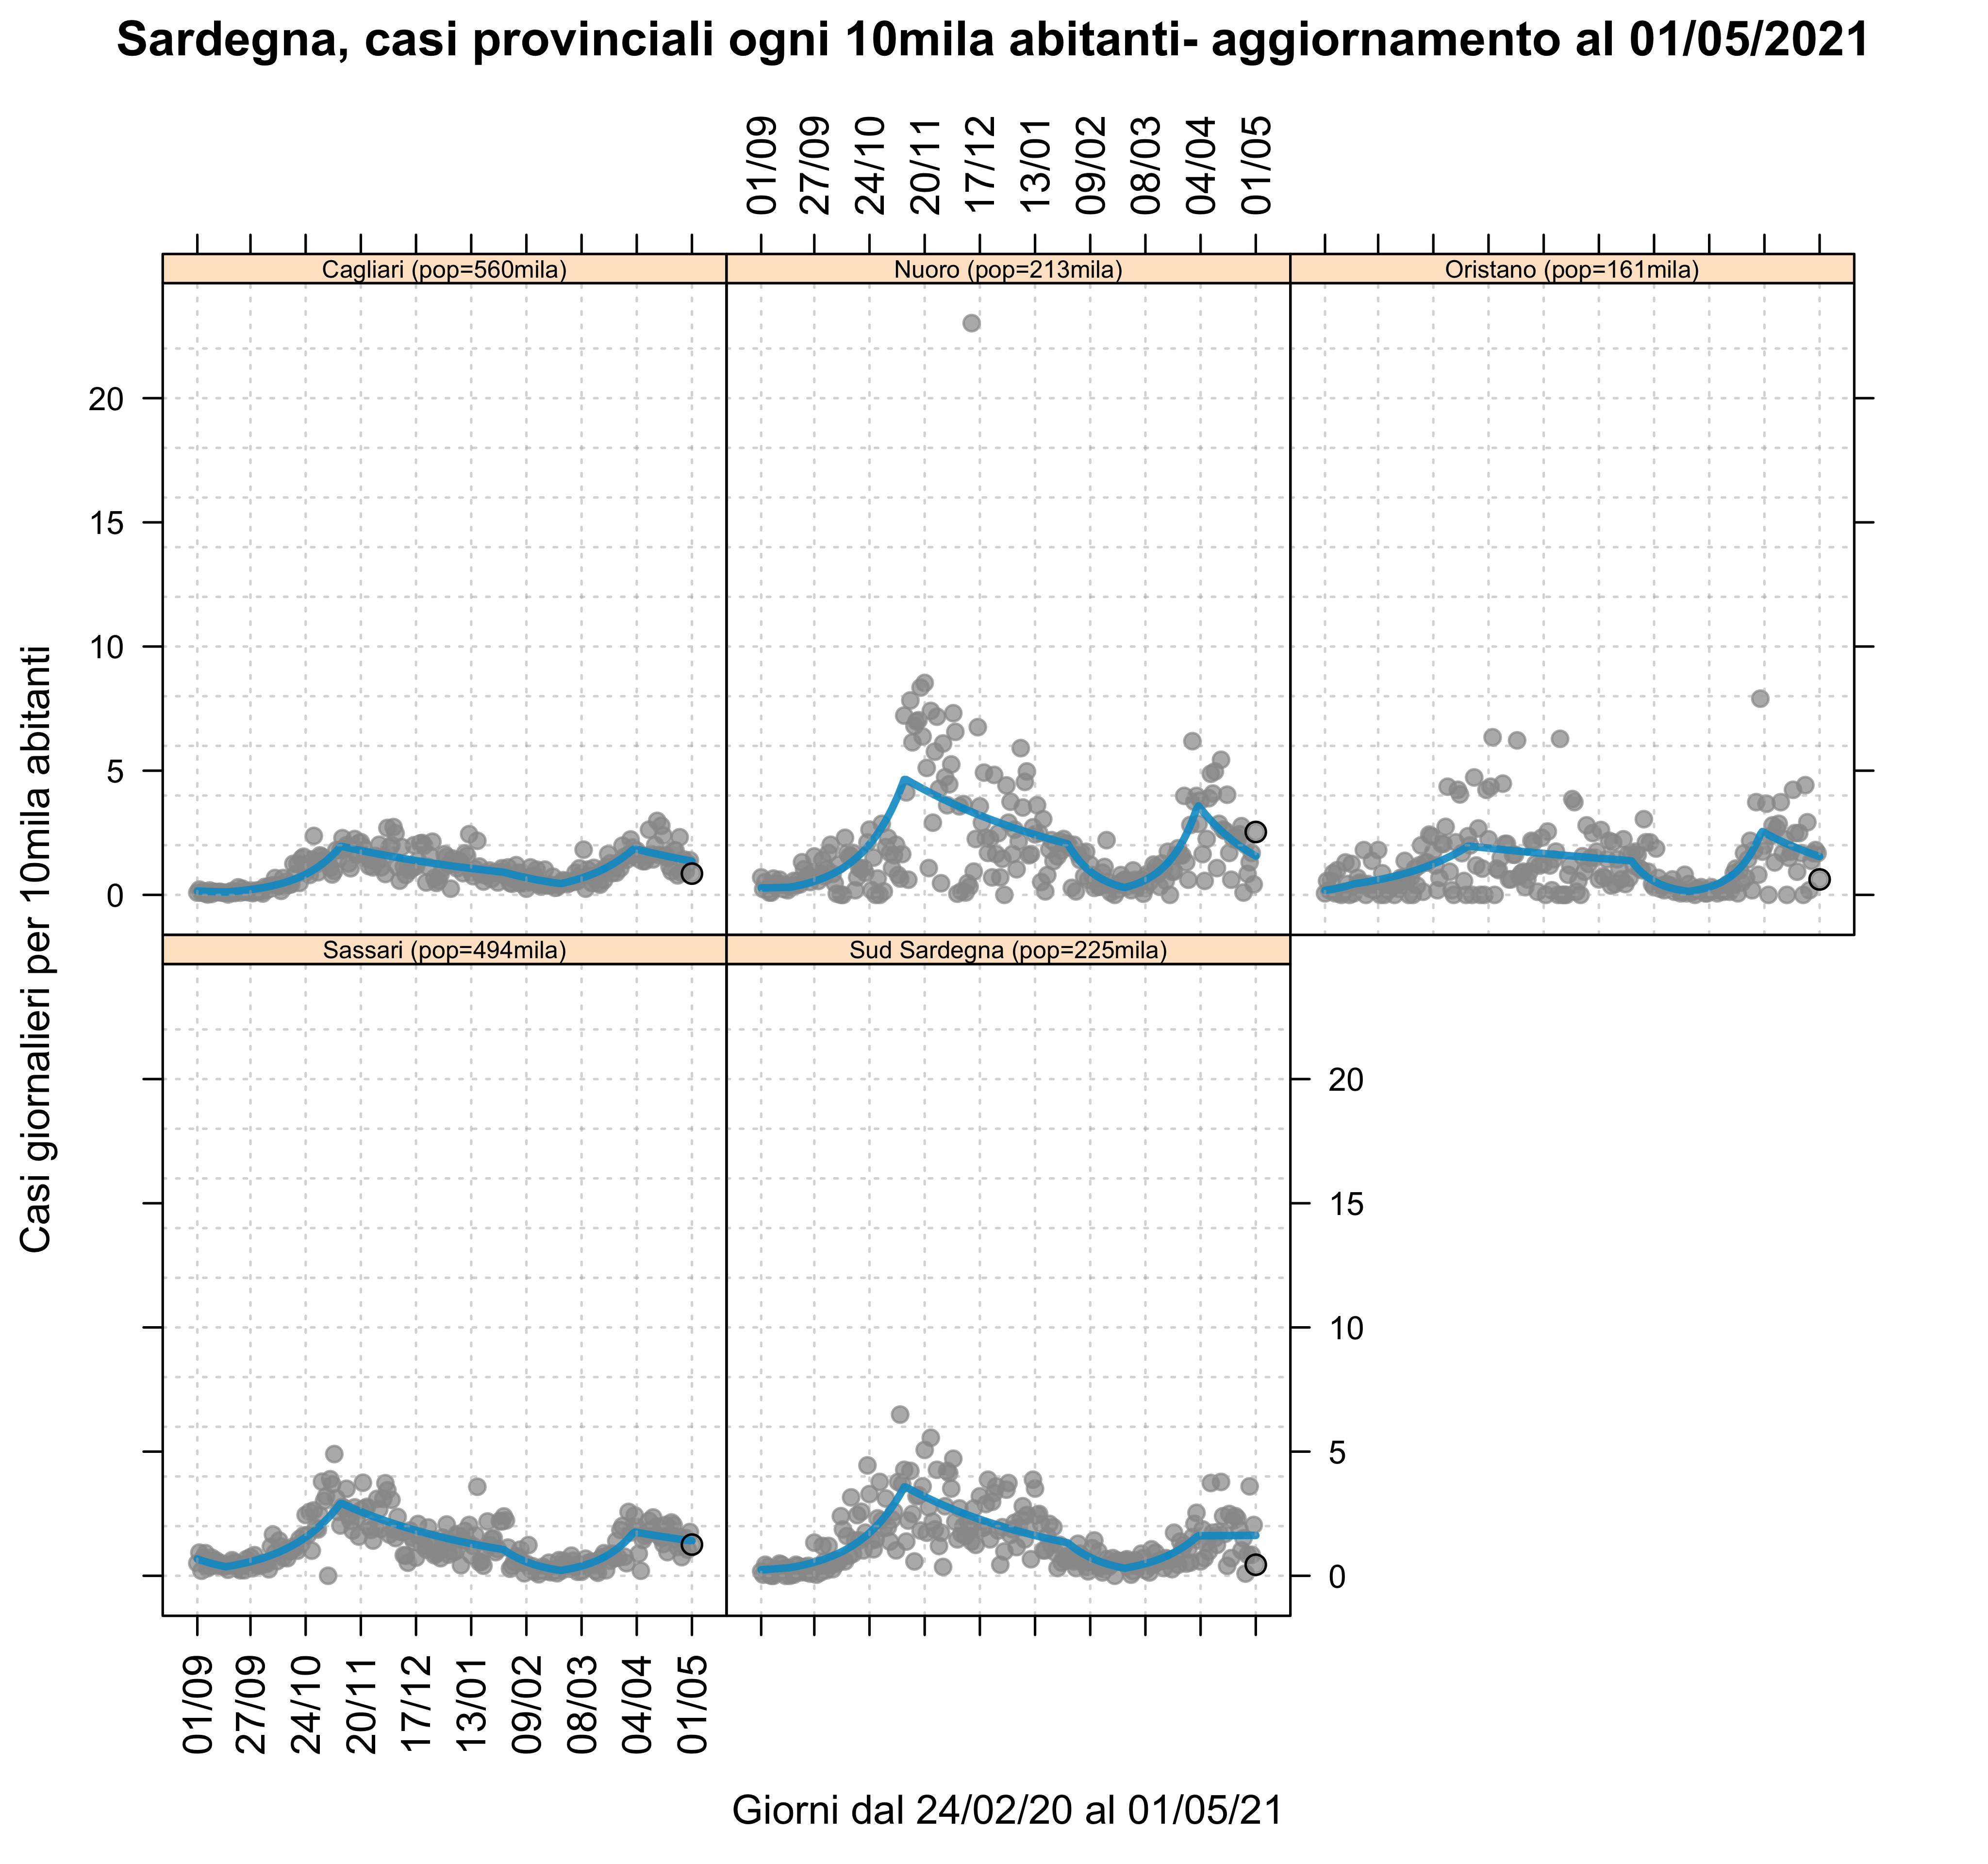 Sardegna, casi provinciali ogni 10mila abitanti- aggiornamento al 01/05/2021
01/09 27/09 24/10 20/11 17/12 13/01 09/02 08/03 04/04 01/05
Cagliari (pop=560mila) Nuoro (pop=213mila) Oristano (pop=161mila)
20
15
10
5
0
Casi giornalieri per 10mila abitanti
Sassari (pop=494mila) Sud Sardegna (pop=225mila)
20
15
10
5
0
01/09 27/09 24/10 20/11 17/12 13/01 09/02 08/03 04/04 01/05
Giorni dal 24/02/20 al 01/05/21